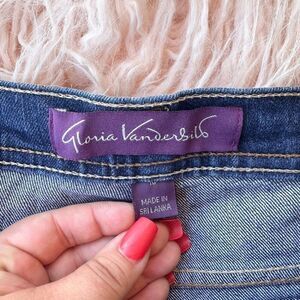 Gloria Vanderbilt
MADE IN
SRI LANKA